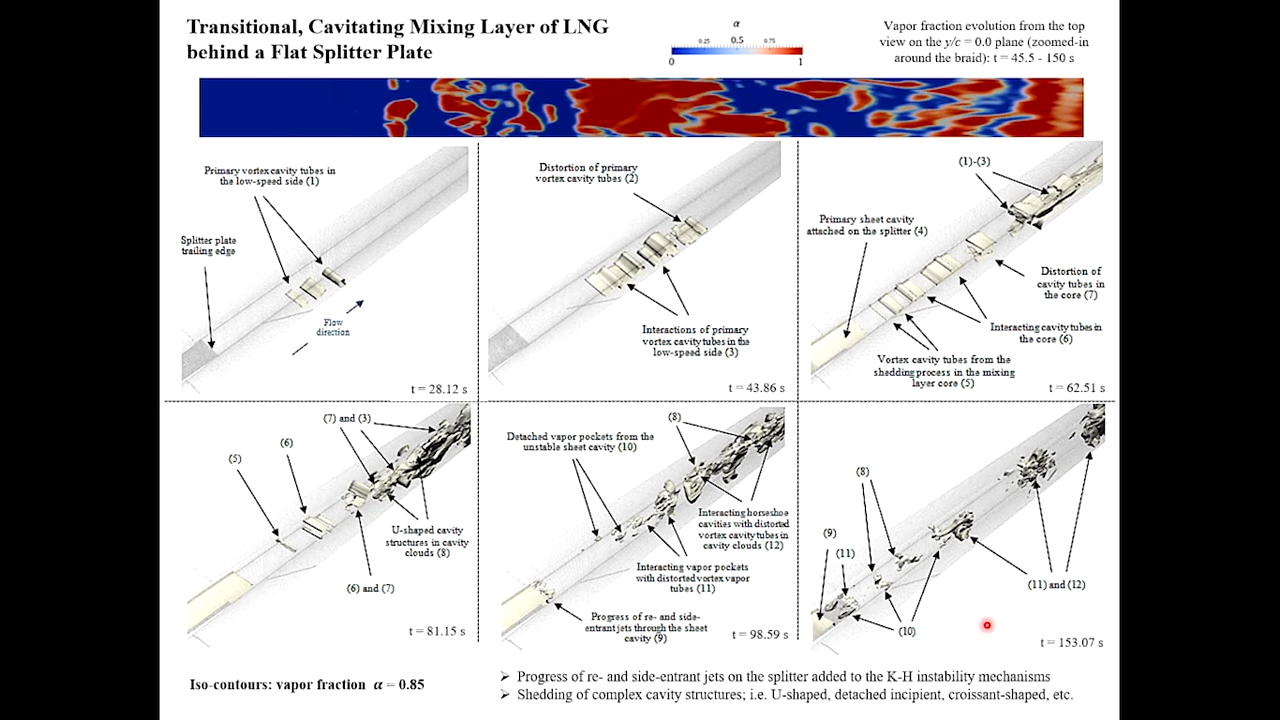 Transitional, Cavitating Mixing Layer of LNG
behind a Flat Splitter Plate
α
0.25 0.5 0.75
0 1
Vapor fraction evolution from the top
view on the y/c = 0.0 plane (zoomed-in
around the braid): t = 45.5 - 150 s
Primary vortex cavity tubes in
the low-speed side (1)
Splitter plate
trailing edge
Flow
direction
t = 28.12 s
Distortion of primary
vortex cavity tubes (2)
Interactions of primary
vortex cavity tubes in the
low-speed side (3)
t = 43.86 s
(1)-(3)
Primary sheet cavity
attached on the splitter (4)
Distortion of
cavity tubes in
the core (7)
Interacting cavity tubes in
the core (6)
Vortex cavity tubes from the
shedding process in the mixing
layer core (5)
t = 62.51 s
(7) and (3)
(6)
(5)
U-shaped cavity
structures in cavity
clouds (8)
(6) and (7)
t = 81.15 s
(8)
Detached vapor pockets from the
unstable sheet cavity (10)
Interacting horseshoe
cavities with distorted
vortex cavity tubes in
cavity clouds (12)
Interacting vapor pockets
with distorted vortex vapor
tubes (11)
Progress of re- and side-
entrant jets through the sheet
cavity (9)
t = 98.59 s
(8)
(9)
(11)
(11) and (12)
(10)
t = 153.07 s
Iso-contours: vapor fraction α = 0.85
➢ Progress of re- and side-entrant jets on the splitter added to the K-H instability mechanisms
➢ Shedding of complex cavity structures; i.e. U-shaped, detached incipient, croissant-shaped, etc.